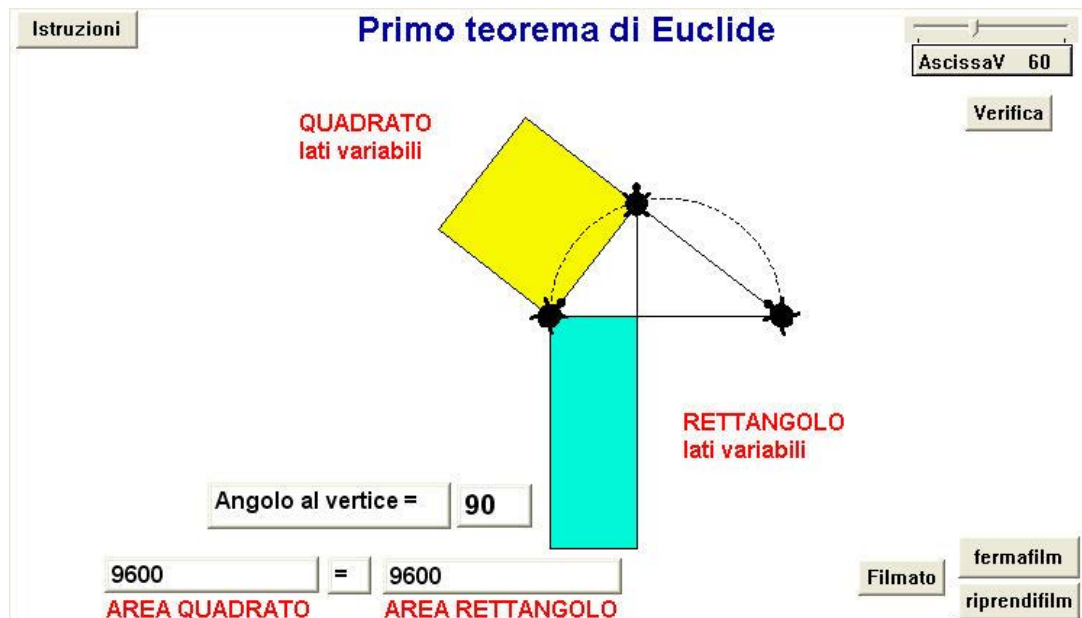 Istruzioni
Primo teorema di Euclide
AscissaV 60
Verifica
QUADRATO
lati variabili
RETTANGOLO
lati variabili
Angolo al vertice = 90
9600 = 9600
AREA QUADRATO AREA RETTANGOLO
Filmato
fermafilm
riprendifilm